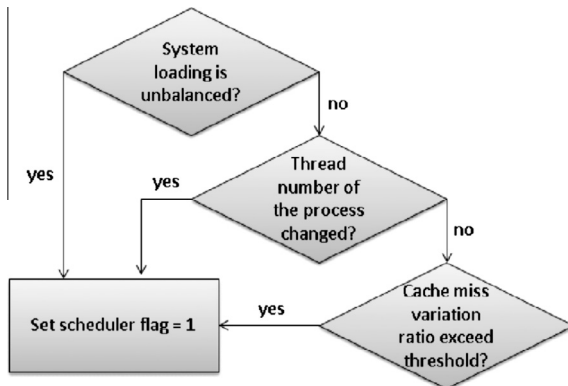 System
loading is
unbalanced?
no
yes
yes
Thread
number of
the process
changed?
no
Set scheduler flag = 1
yes
Cache miss
variation
ratio exceed
threshold?